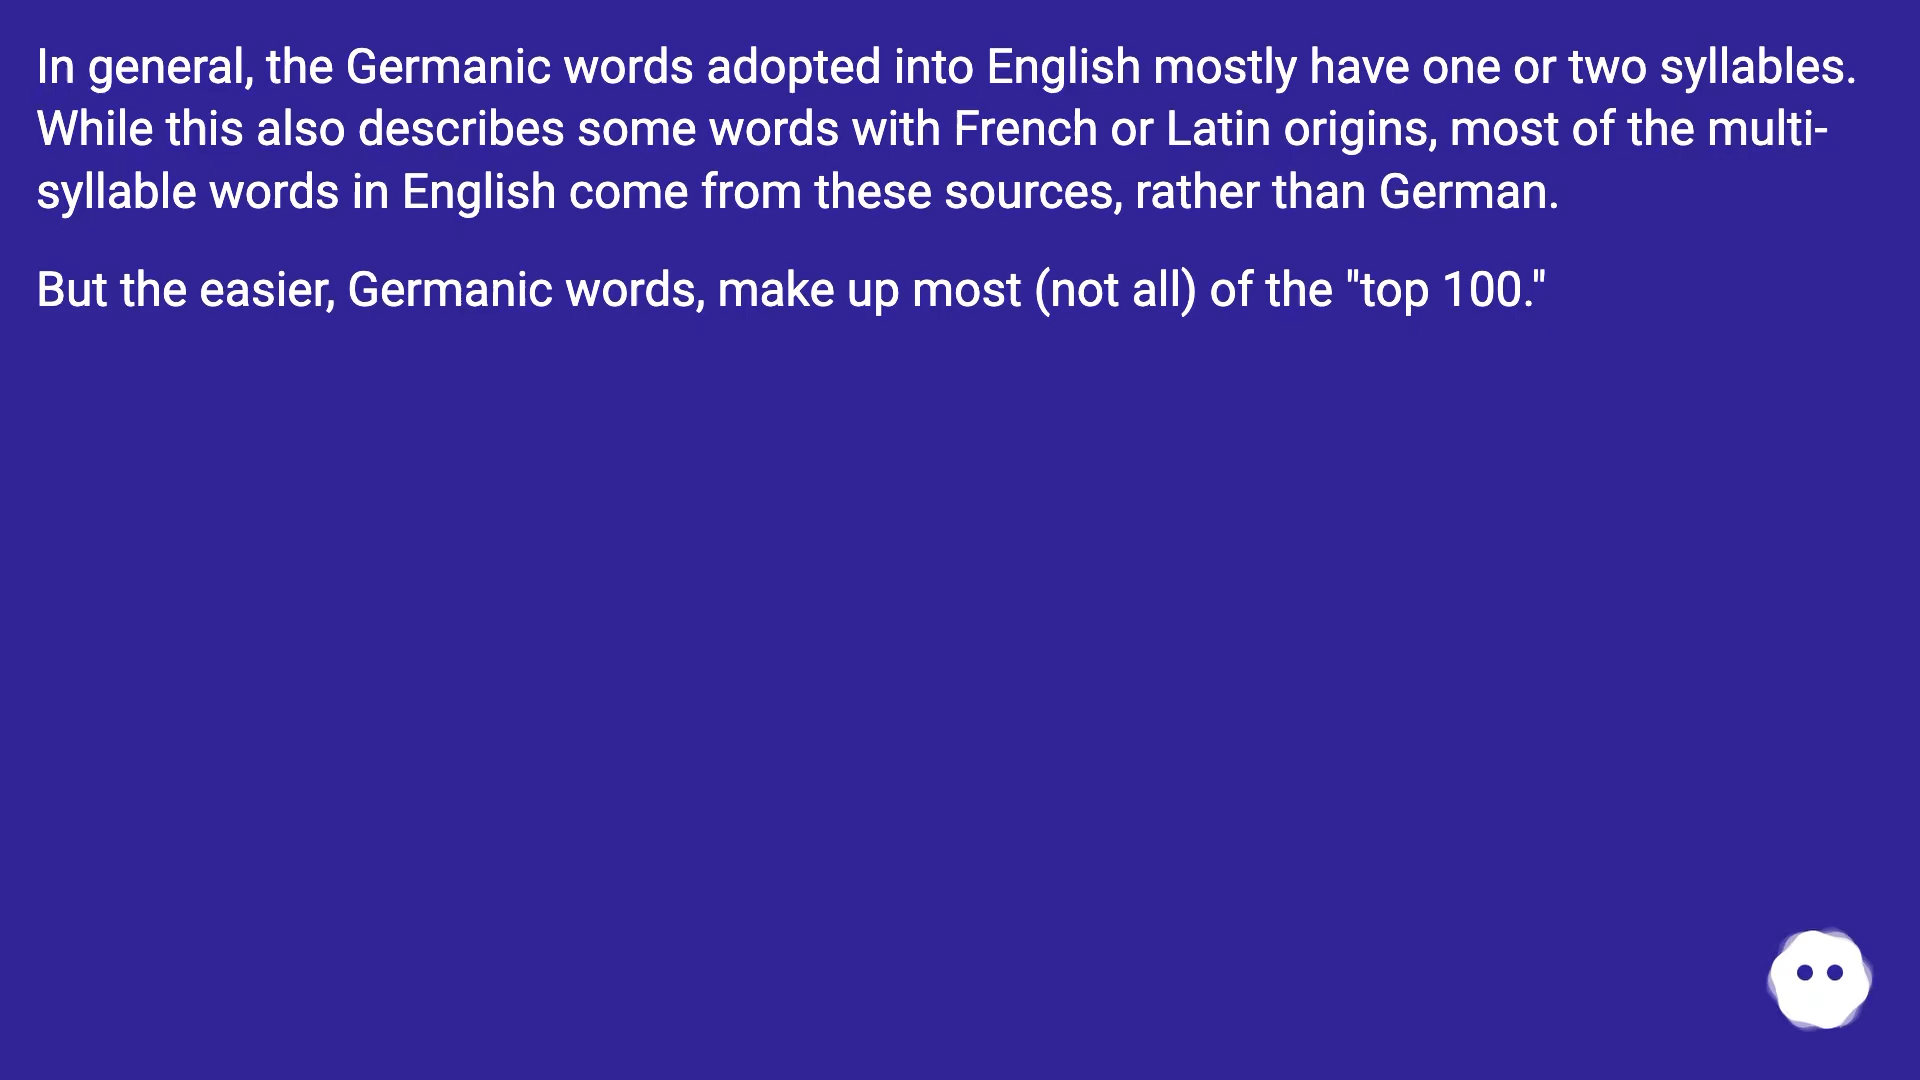 In general, the Germanic words adopted into English mostly have one or two syllables.
While this also describes some words with French or Latin origins, most of the multi-
syllable words in English come from these sources, rather than German.
But the easier, Germanic words, make up most (not all) of the "top 100."